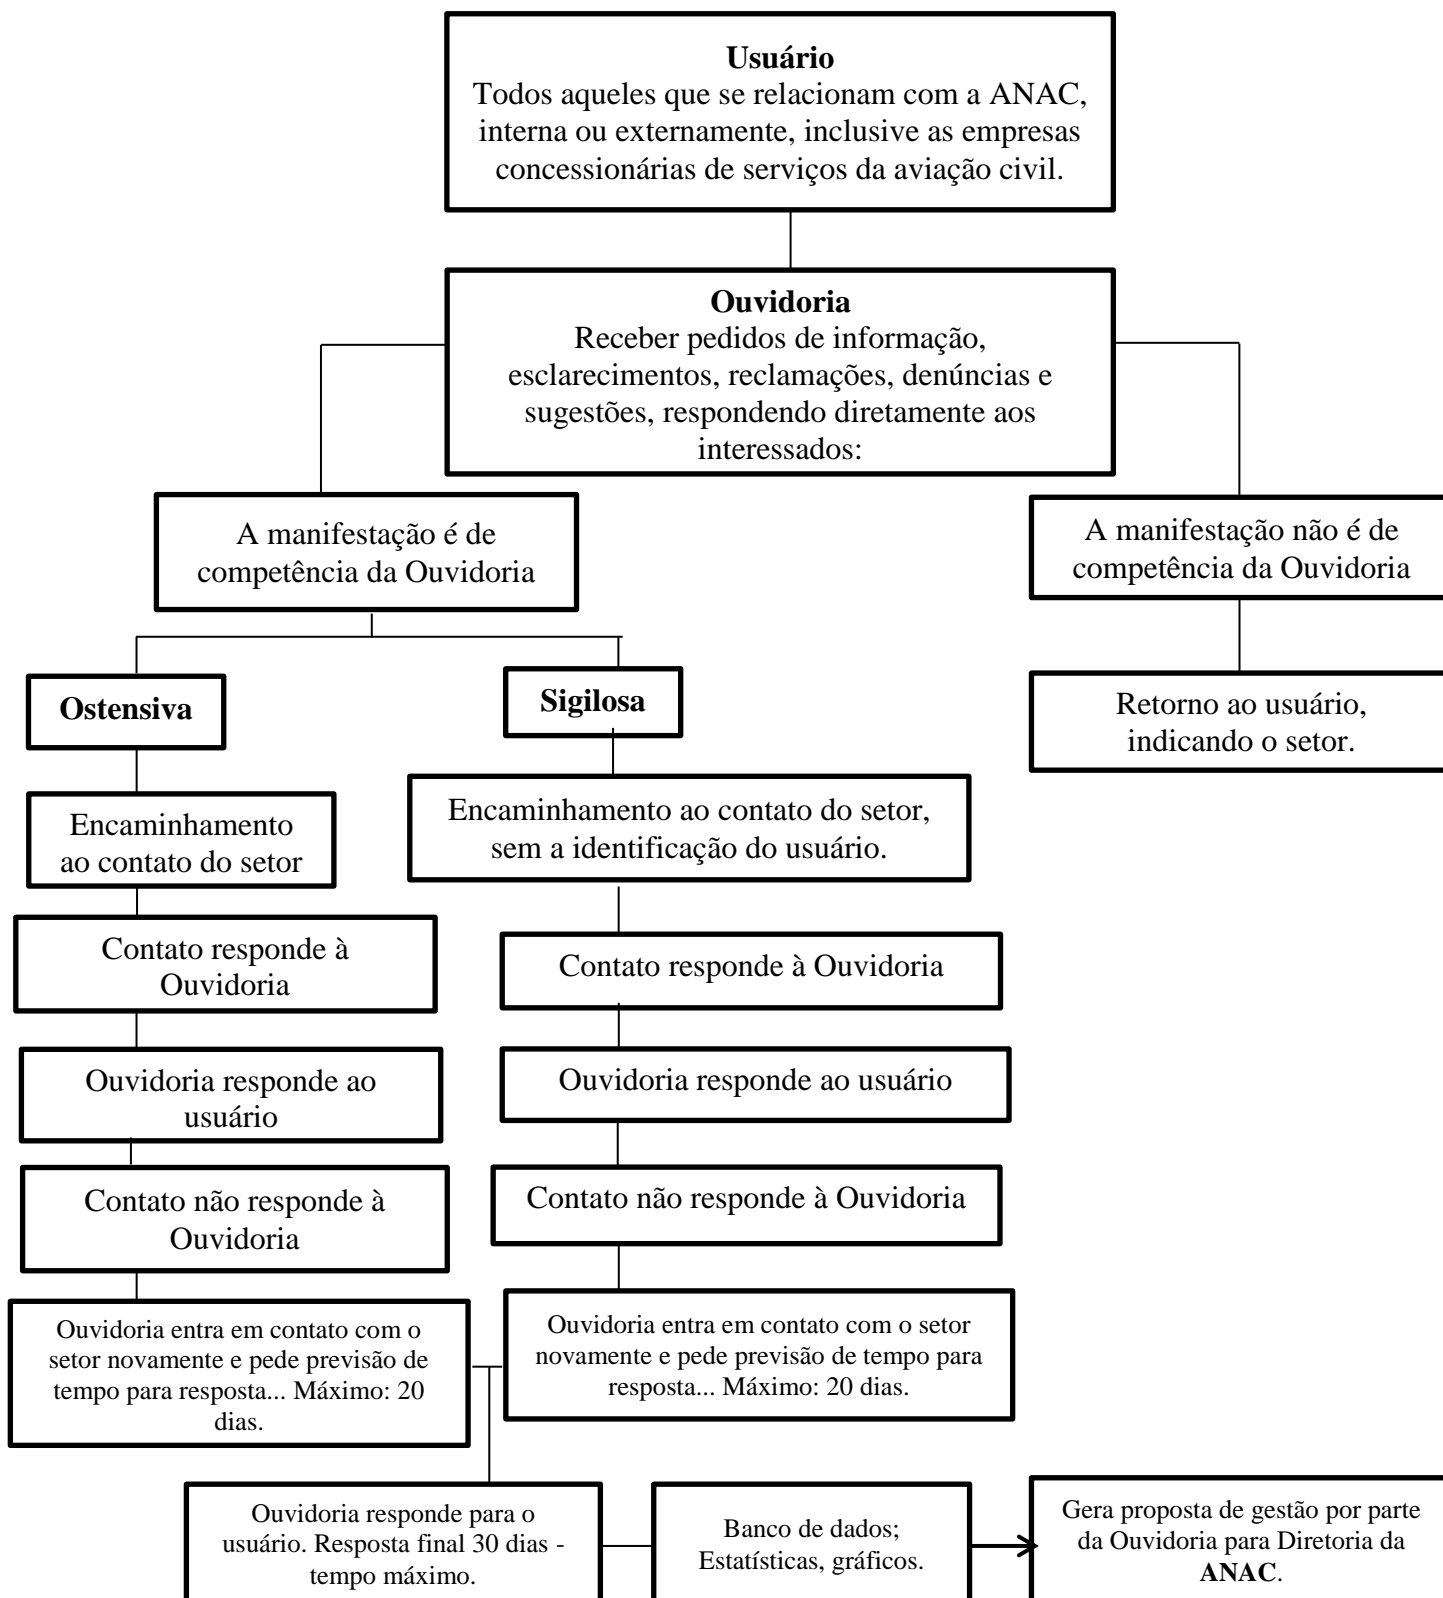 Usuário
Todos aqueles que se relacionam com a ANAC,
interna ou externamente, inclusive as empresas
concessionárias de serviços da aviação civil.
Ouvidoria
Receber pedidos de informação,
esclarecimentos, reclamações, denúncias e
sugestões, respondendo diretamente aos
interessados:
A manifestação é de
competência da Ouvidoria
A manifestação não é de
competência da Ouvidoria
Ostensiva
Sigilosa
Retorno ao usuário,
indicando o setor.
Encaminhamento
ao contato do setor
Encaminhamento ao contato do setor,
sem a identificação do usuário.
Contato responde à
Ouvidoria
Contato responde à Ouvidoria
Ouvidoria responde ao
usuário
Ouvidoria responde ao usuário
Contato não responde à
Ouvidoria
Contato não responde à Ouvidoria
Ouvidoria entra em contato com o
setor novamente e pede previsão de
tempo para resposta... Máximo: 20
dias.
Ouvidoria entra em contato com o setor
novamente e pede previsão de tempo para
resposta... Máximo: 20 dias.
Ouvidoria responde para o
usuário. Resposta final 30 dias -
tempo máximo.
Banco de dados;
Estatísticas, gráficos.
Gera proposta de gestão por parte
da Ouvidoria para Diretoria da
ANAC.